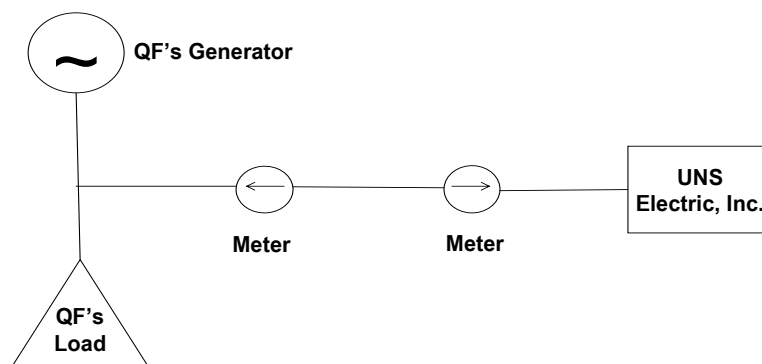 ~
QF's Generator
UNS
Electric, Inc.
Meter
Meter
QF's
Load